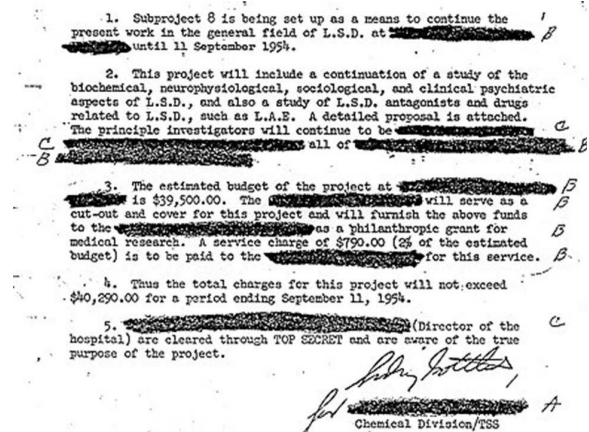 1. Subproject 8 is being set up as a means to continue the
present work in the general field of L.S.D. at
B
until 11 September 1954.
2. This project will include a continuation of a study of the
biochemical, neurophysiological, sociological, and clinical psychiatric
aspects of L.S.D., and also a study of L.S.D. antagonists and drugs
related to L.S.D., such as L.A.E. A detailed proposal is attached.
The principle investigators will continue to be
C
C all of B
B
3. The estimated budget of the project at B
is $39,500.00. The will serve as a B
cut-out and cover for this project and will furnish the above funds
to the as a philanthropic grant for B
medical research. A service charge of $790.00 (2% of the estimated
budget) is to be paid to the for this service. B
4. Thus the total charges for this project will not exceed
$40,290.00 for a period ending September 11, 1954.
5. (Director of the C
hospital) are cleared through TOP SECRET and are aware of the true
purpose of the project.
Sidney Gottlieb,
for A
Chemical Division/TSS